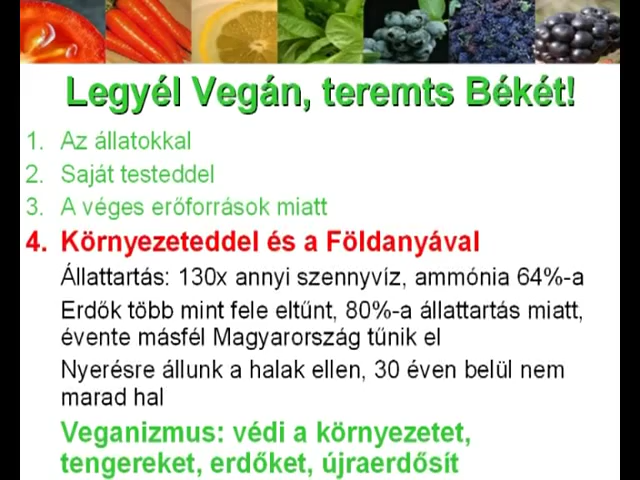 Legyél Vegán, teremts Békét!
1. Az állatokkal
2. Saját testeddel
3. A véges erőforrások miatt
4. Környezeteddel és a Földanyával
Állattartás: 130x annyi szennyvíz, ammónia 64%-a
Erdők több mint fele eltűnt, 80%-a állattartás miatt,
évente másfél Magyarország tűnik el
Nyerésre állunk a halak ellen, 30 éven belül nem
marad hal
Veganizmus: védi a környezetet,
tengereket, erdőket, újraerdősít